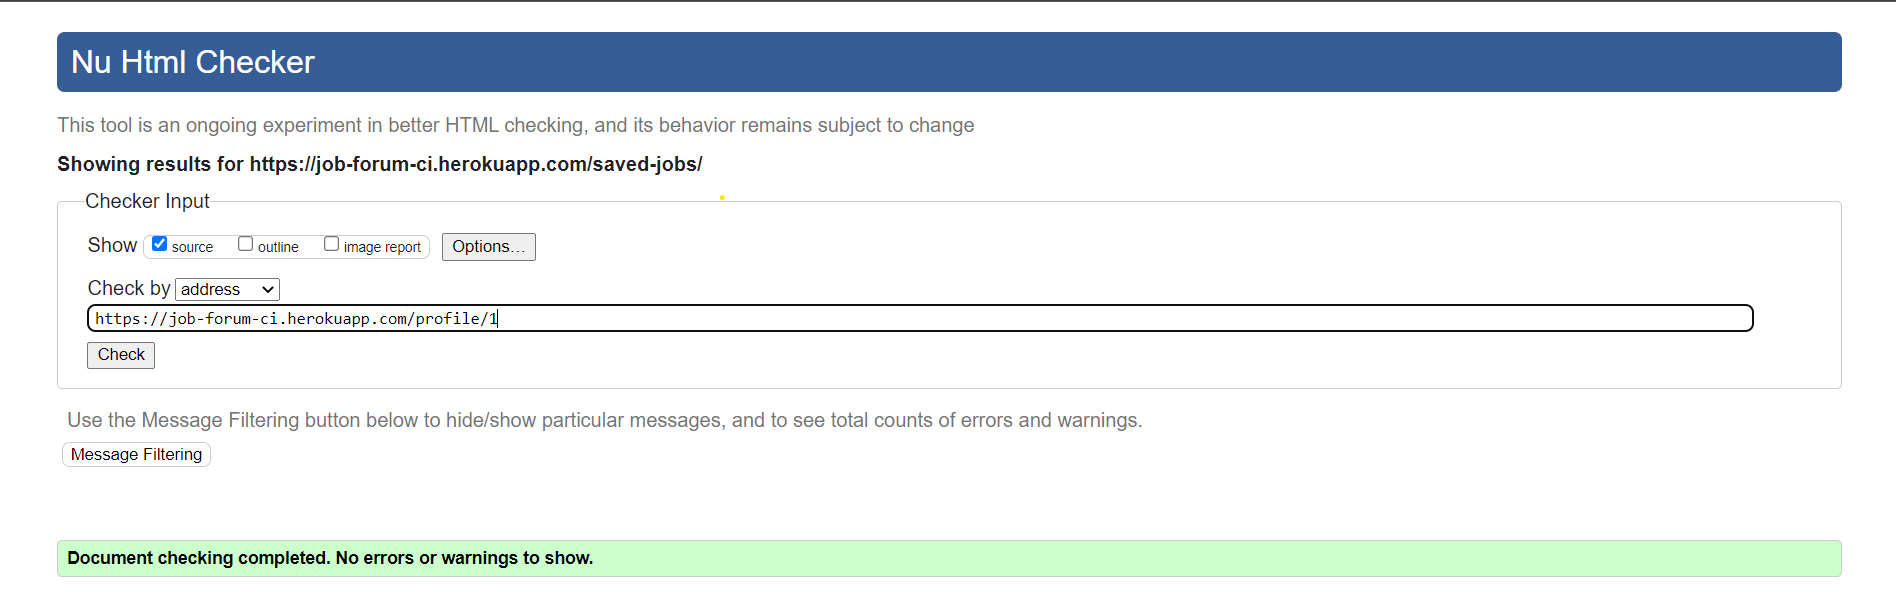 Nu Html Checker
This tool is an ongoing experiment in better HTML checking, and its behavior remains subject to change
Showing results for https://job-forum-ci.herokuapp.com/saved-jobs/
Checker Input
Show source outline image report Options...
Check by address
https://job-forum-ci.herokuapp.com/profile/1
Check
Use the Message Filtering button below to hide/show particular messages, and to see total counts of errors and warnings.
Message Filtering
Document checking completed. No errors or warnings to show.